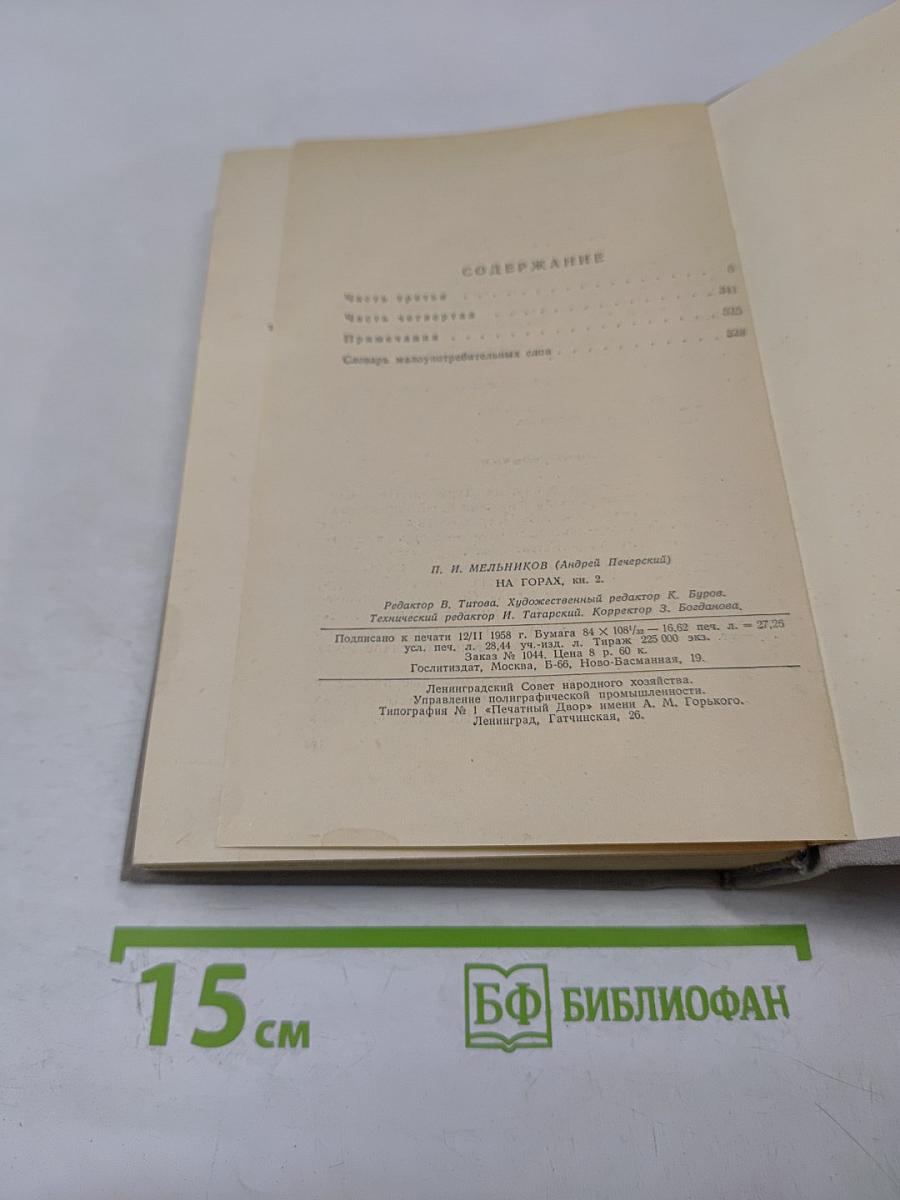 СОДЕРЖАНИЕ
Часть третья . . . . . . . . . . . . . . 5
Часть четвертая . . . . . . . . . . . . . 311
Примечания . . . . . . . . . . . . . . 525
Словарь малоупотребительных слов . . . . . . . . . 528
П. И. МЕЛЬНИКОВ (Андрей Печерский)
НА ГОРАХ, кн. 2.
Редактор В. Титова. Художественный редактор К. Буров.
Технический редактор И. Татарский. Корректор З. Богданова.
Подписано к печати 12/II 1958 г. Бумага 84 × 108¹/₃₂ — 16,62 печ. л. = 27,26
усл. печ. л. 28,44 уч.-изд. л. Тираж 225 000 экз.
Заказ № 1044. Цена 8 р. 60 к.
Гослитиздат, Москва, Б-66, Ново-Басманная, 19.
Ленинградский Совет народного хозяйства.
Управление полиграфической промышленности.
Типография № 1 «Печатный Двор» имени А. М. Горького.
Ленинград, Гатчинская, 26.
15 см
БФ БИБЛИОФАН